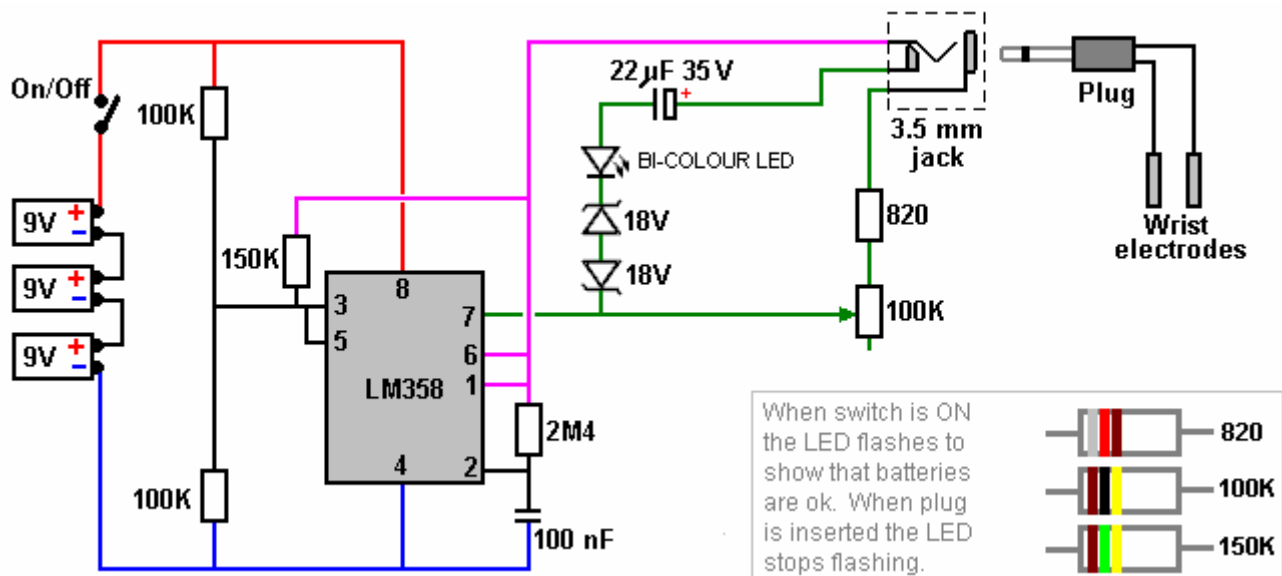 On/Off
100K
22 µF 35 V
+
3.5 mm
jack
Plug
BI-COLOUR LED
9V + −
9V + −
9V + −
150K
18V
18V
820
100K
Wrist
electrodes
8
3
7
5
6
1
LM358
2
4
2M4
100K
100 nF
When switch is ON
the LED flashes to
show that batteries
are ok. When plug
is inserted the LED
stops flashing.
820
100K
150K